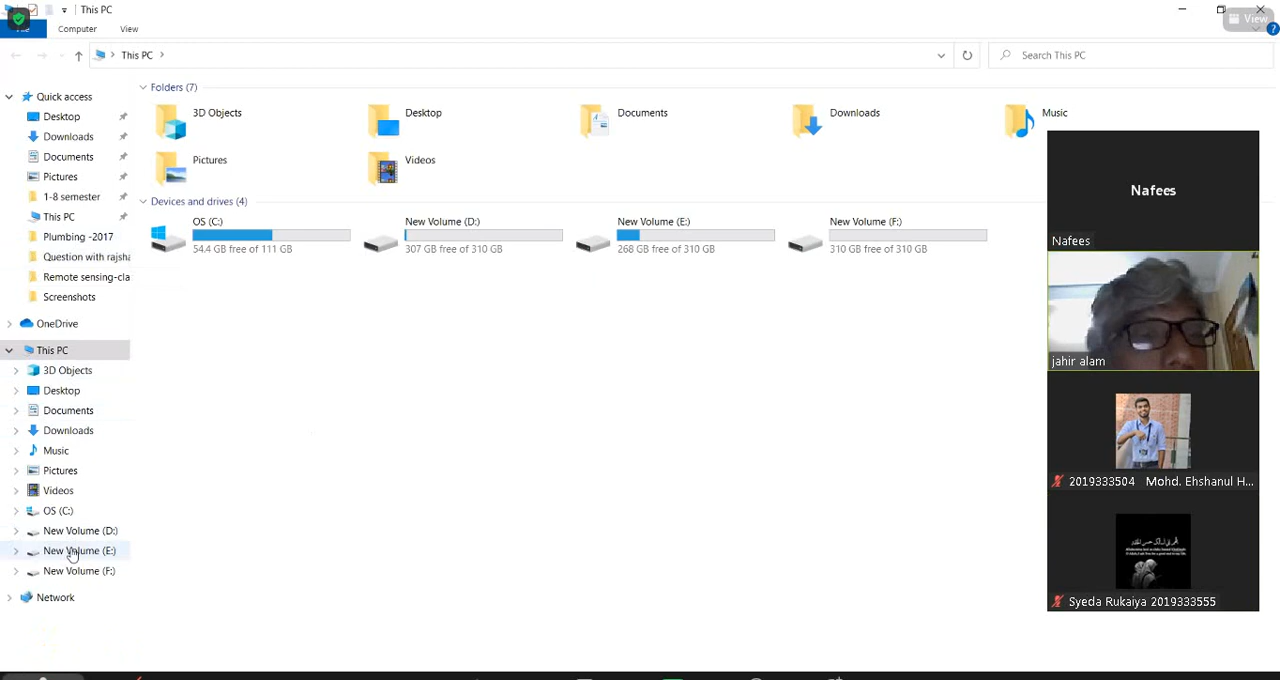 This PC
View
File
Computer
View
This PC
Search This PC
Quick access
Desktop
Downloads
Documents
Pictures
1-8 semester
This PC
Plumbing -2017
Question with rajsha
Remote sensing-cla
Screenshots
OneDrive
This PC
3D Objects
Desktop
Documents
Downloads
Music
Pictures
Videos
OS (C:)
New Volume (D:)
New Volume (E:)
New Volume (F:)
Network
Folders (7)
3D Objects
Desktop
Documents
Downloads
Music
Pictures
Videos
Devices and drives (4)
OS (C:)
54.4 GB free of 111 GB
New Volume (D:)
307 GB free of 310 GB
New Volume (E:)
268 GB free of 310 GB
New Volume (F:)
310 GB free of 310 GB
Nafees
Nafees
jahir alam
2019333504 Mohd. Ehshanul H...
Syeda Rukaiya 2019333555